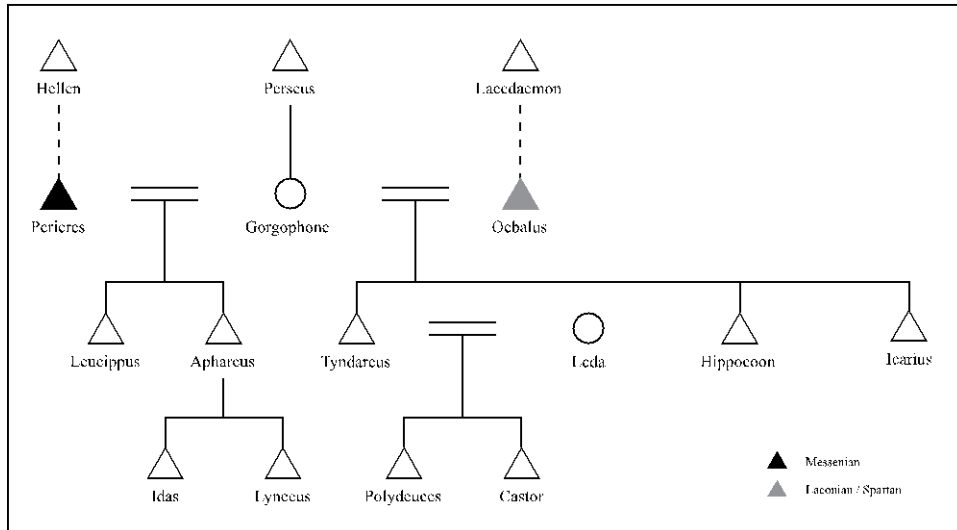 Hellen Perseus Lacedaemon
Perieres Gorgophone Oebalus
Leucippus Aphareus Tyndareus Leda Hippocoon Icarius
Idas Lynceus Polydeuces Castor
Messenian
Laconian / Spartan